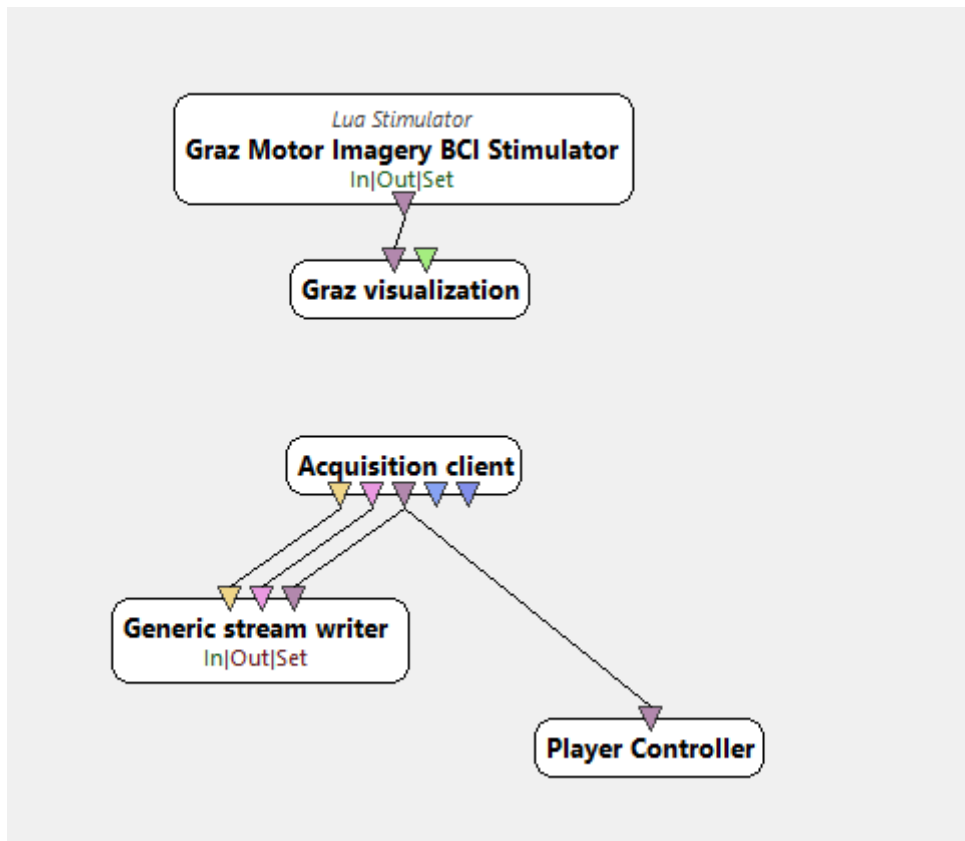 Lua Stimulator
Graz Motor Imagery BCI Stimulator
In|Out|Set
Graz visualization
Acquisition client
Generic stream writer
In|Out|Set
Player Controller